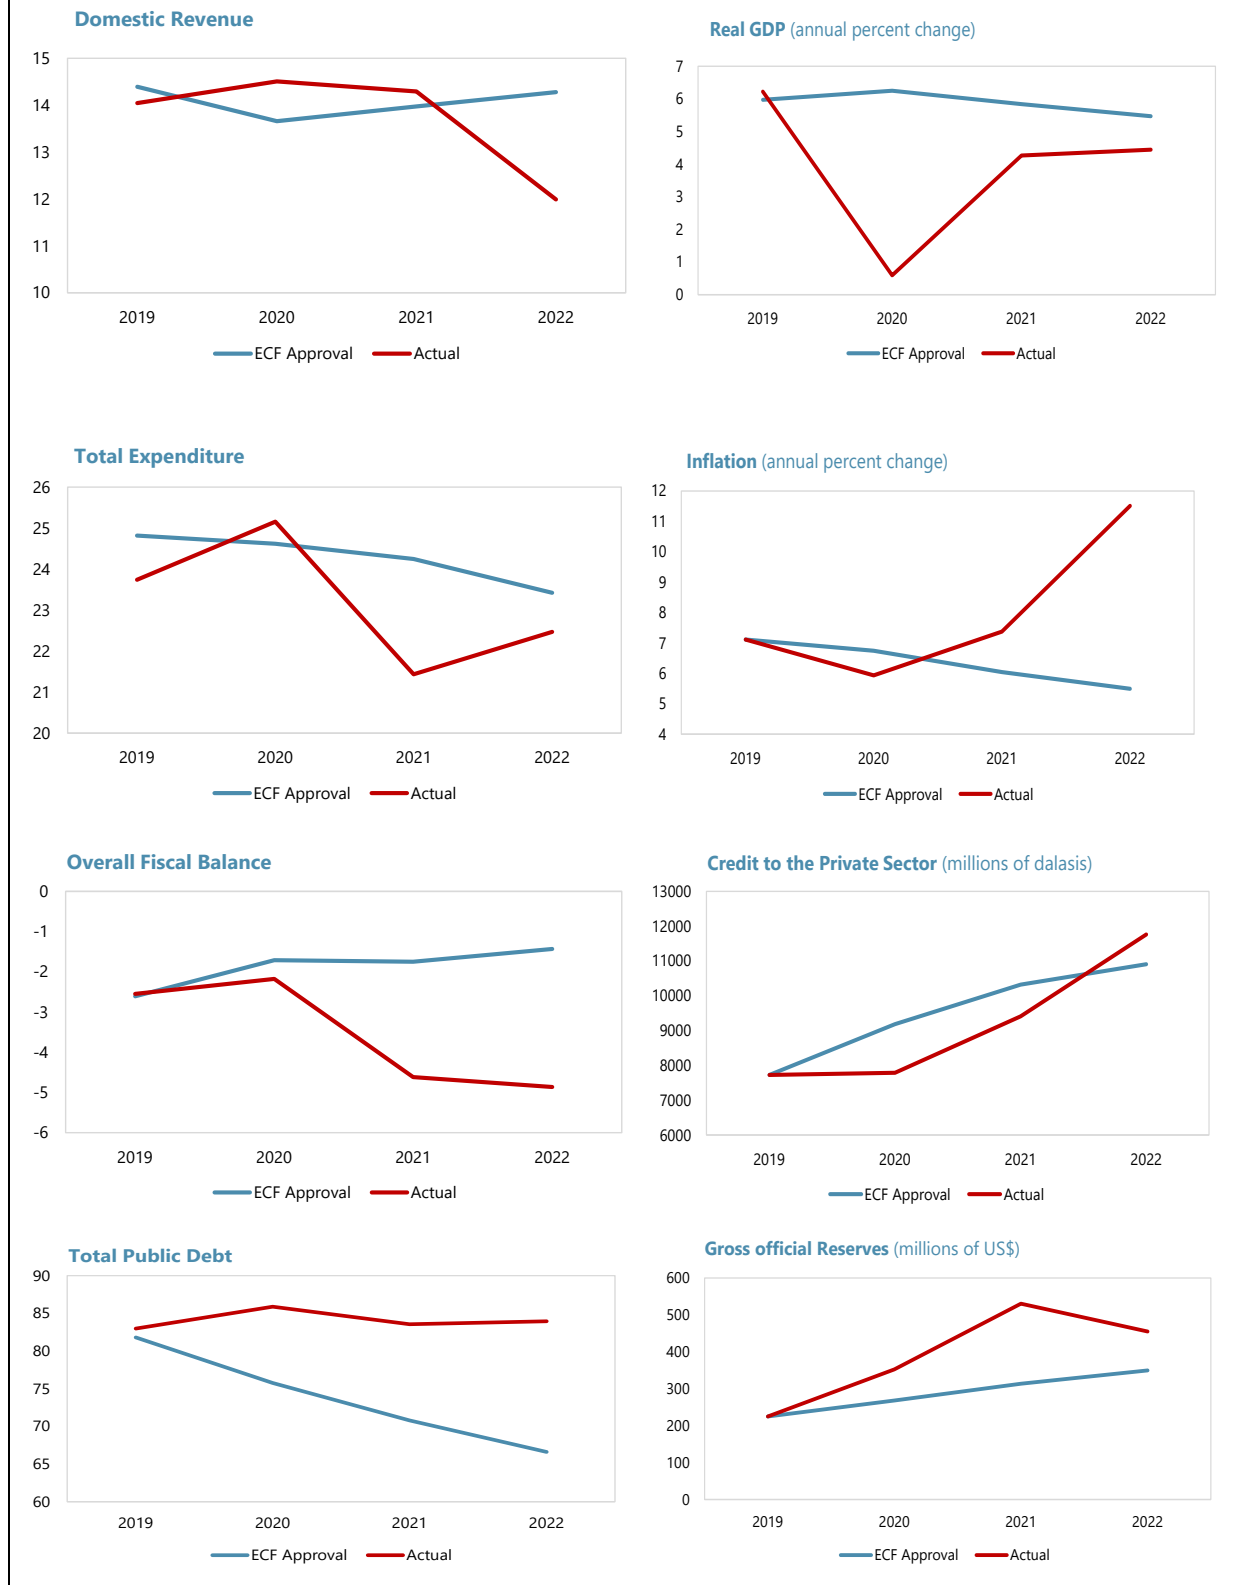 Domestic Revenue
15
14
13
12
11
10
2019 2020 2021 2022
ECF Approval Actual
Real GDP (annual percent change)
7
6
5
4
3
2
1
0
2019 2020 2021 2022
ECF Approval Actual
Total Expenditure
26
25
24
23
22
21
20
2019 2020 2021 2022
ECF Approval Actual
Inflation (annual percent change)
12
11
10
9
8
7
6
5
4
2019 2020 2021 2022
ECF Approval Actual
Overall Fiscal Balance
0
-1
-2
-3
-4
-5
-6
2019 2020 2021 2022
ECF Approval Actual
Credit to the Private Sector (millions of dalasis)
13000
12000
11000
10000
9000
8000
7000
6000
2019 2020 2021 2022
ECF Approval Actual
Total Public Debt
90
85
80
75
70
65
60
2019 2020 2021 2022
ECF Approval Actual
Gross official Reserves (millions of US$)
600
500
400
300
200
100
0
2019 2020 2021 2022
ECF Approval Actual